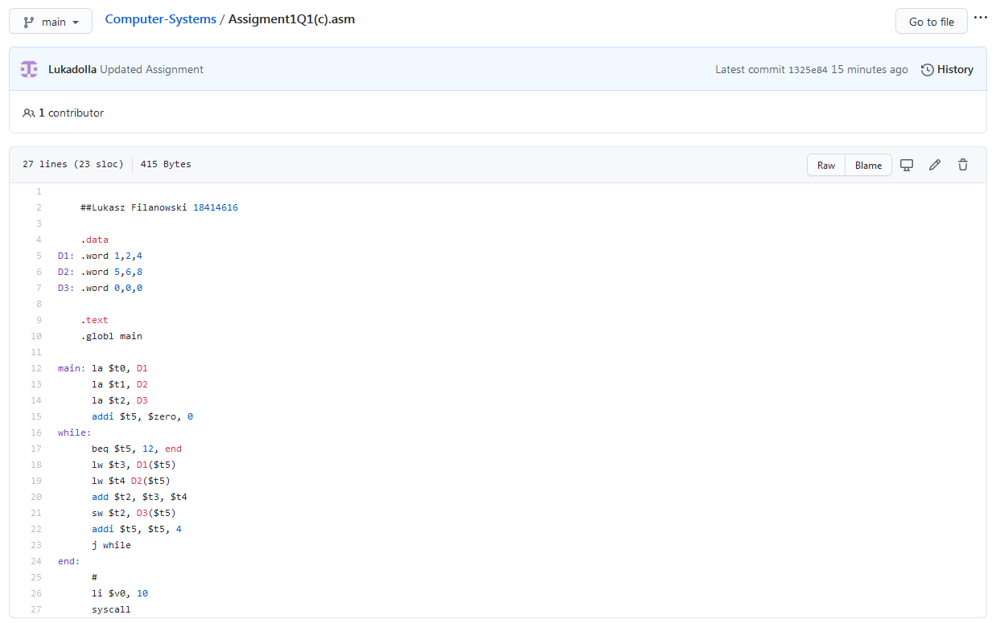 main
Computer-Systems / Assigment1Q1(c).asm
Go to file
...
Lukadolla Updated Assignment
Latest commit 1325e84 15 minutes ago
History
1 contributor
27 lines (23 sloc)
415 Bytes
Raw
Blame
1
2 ##Lukasz Filanowski 18414616
3
4 .data
5 D1: .word 1,2,4
6 D2: .word 5,6,8
7 D3: .word 0,0,0
8
9 .text
10 .globl main
11
12 main: la $t0, D1
13 la $t1, D2
14 la $t2, D3
15 addi $t5, $zero, 0
16 while:
17 beq $t5, 12, end
18 lw $t3, D1($t5)
19 lw $t4 D2($t5)
20 add $t2, $t3, $t4
21 sw $t2, D3($t5)
22 addi $t5, $t5, 4
23 j while
24 end:
25 #
26 li $v0, 10
27 syscall